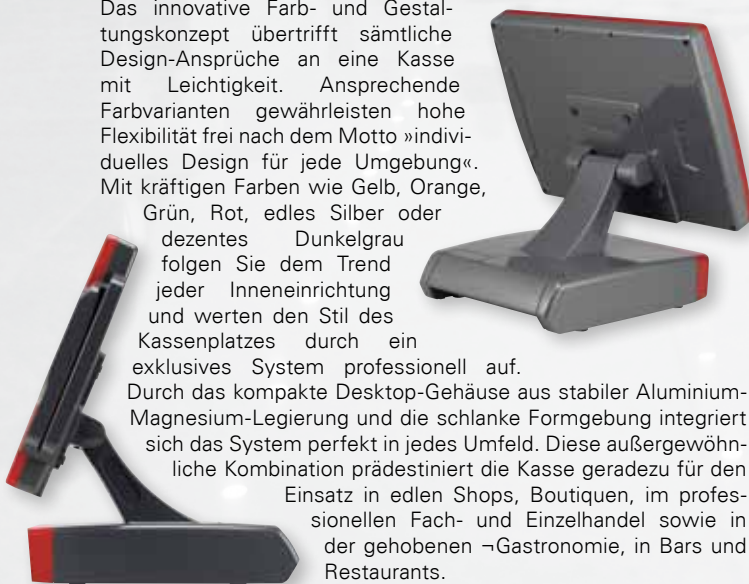 Das innovative Farb- und Gestal-
tungskonzept übertrifft sämtliche
Design-Ansprüche an eine Kasse
mit Leichtigkeit. Ansprechende
Farbvarianten gewährleisten hohe
Flexibilität frei nach dem Motto »indivi-
duelles Design für jede Umgebung«.
Mit kräftigen Farben wie Gelb, Orange,
Grün, Rot, edles Silber oder
dezentes Dunkelgrau
folgen Sie dem Trend
jeder Inneneinrichtung
und werten den Stil des
Kassenplatzes durch ein
exklusives System professionell auf.
Durch das kompakte Desktop-Gehäuse aus stabiler Aluminium-
Magnesium-Legierung und die schlanke Formgebung integriert
sich das System perfekt in jedes Umfeld. Diese außergewöhn-
liche Kombination prädestiniert die Kasse geradezu für den
Einsatz in edlen Shops, Boutiquen, im profes-
sionellen Fach- und Einzelhandel sowie in
der gehobenen ¬Gastronomie, in Bars und
Restaurants.